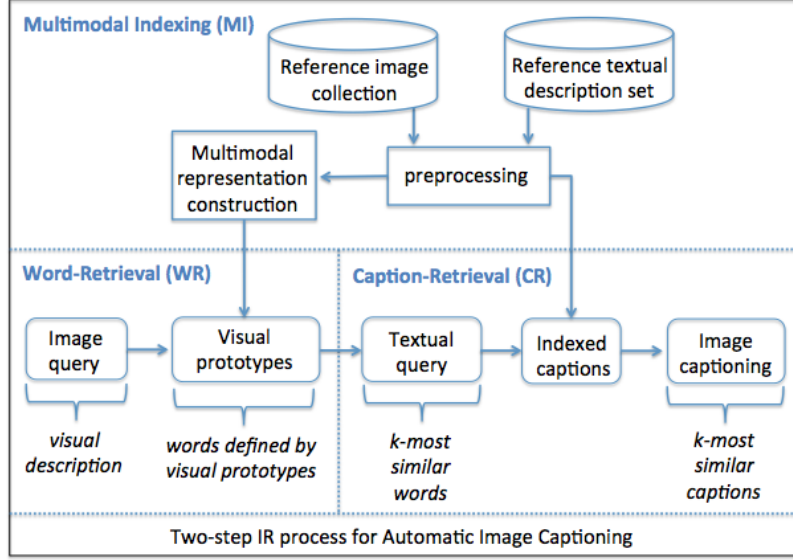 Multimodal Indexing (MI)
Reference image
collection
Reference textual
description set
Multimodal
representation
construction
preprocessing
Word-Retrieval (WR)
Caption-Retrieval (CR)
Image
query
Visual
prototypes
Textual
query
Indexed
captions
Image
captioning
visual
description
words defined by
visual prototypes
k-most
similar
words
k-most
similar
captions
Two-step IR process for Automatic Image Captioning